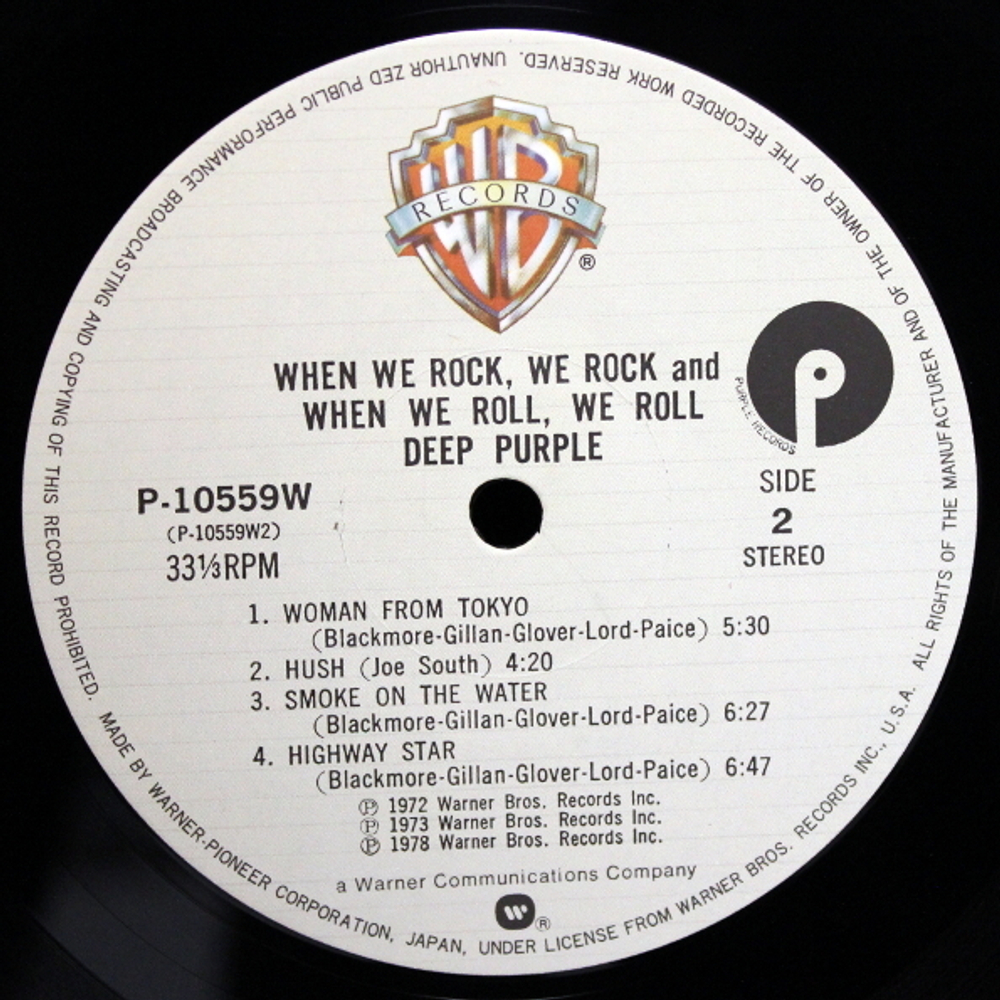 WB
RECORDS
®
WHEN WE ROCK, WE ROCK and
WHEN WE ROLL, WE ROLL
DEEP PURPLE
P
PURPLE RECORDS
P-10559W
(P-10559W2)
33⅓RPM
SIDE
2
STEREO
1. WOMAN FROM TOKYO
(Blackmore-Gillan-Glover-Lord-Paice) 5:30
2. HUSH (Joe South) 4:20
3. SMOKE ON THE WATER
(Blackmore-Gillan-Glover-Lord-Paice) 6:27
4. HIGHWAY STAR
(Blackmore-Gillan-Glover-Lord-Paice) 6:47
Ⓟ 1972 Warner Bros. Records Inc.
Ⓟ 1973 Warner Bros. Records Inc.
Ⓟ 1978 Warner Bros. Records Inc.
a Warner Communications Company
W ®
MADE BY WARNER-PIONEER CORPORATION, JAPAN, UNDER LICENSE FROM WARNER BROS. RECORDS INC., U.S.A. ALL RIGHTS OF THE MANUFACTURER AND OF THE OWNER OF THE RECORDED WORK RESERVED. UNAUTHOR ZED PUBLIC PERFORMANCE BROADCASTING AND COPYING OF THIS RECORD PROHIBITED.